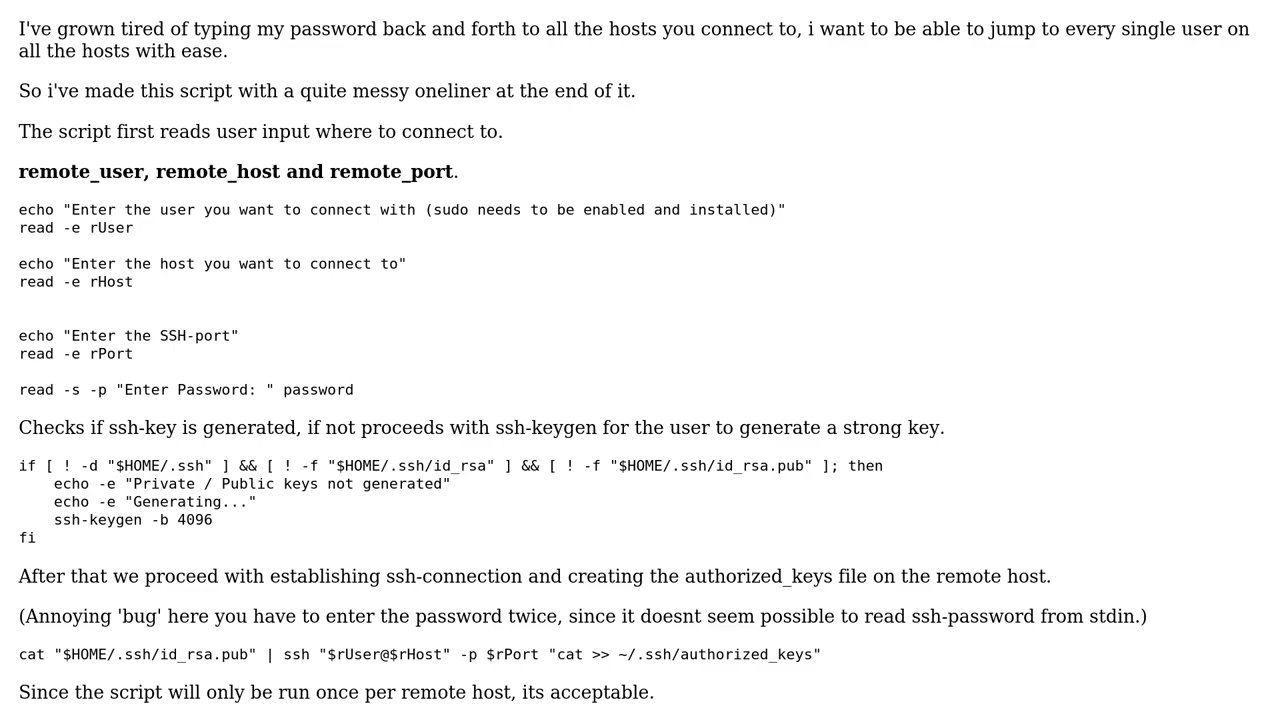 I've grown tired of typing my password back and forth to all the hosts you connect to, i want to be able to jump to every single user on
all the hosts with ease.
So i've made this script with a quite messy oneliner at the end of it.
The script first reads user input where to connect to.
remote_user, remote_host and remote_port.
echo "Enter the user you want to connect with (sudo needs to be enabled and installed)"
read -e rUser
echo "Enter the host you want to connect to"
read -e rHost
echo "Enter the SSH-port"
read -e rPort
read -s -p "Enter Password: " password
Checks if ssh-key is generated, if not proceeds with ssh-keygen for the user to generate a strong key.
if [ ! -d "$HOME/.ssh" ] && [ ! -f "$HOME/.ssh/id_rsa" ] && [ ! -f "$HOME/.ssh/id_rsa.pub" ]; then
    echo -e "Private / Public keys not generated"
    echo -e "Generating..."
    ssh-keygen -b 4096
fi
After that we proceed with establishing ssh-connection and creating the authorized_keys file on the remote host.
(Annoying 'bug' here you have to enter the password twice, since it doesnt seem possible to read ssh-password from stdin.)
cat "$HOME/.ssh/id_rsa.pub" | ssh "$rUser@$rHost" -p $rPort "cat >> ~/.ssh/authorized_keys"
Since the script will only be run once per remote host, its acceptable.